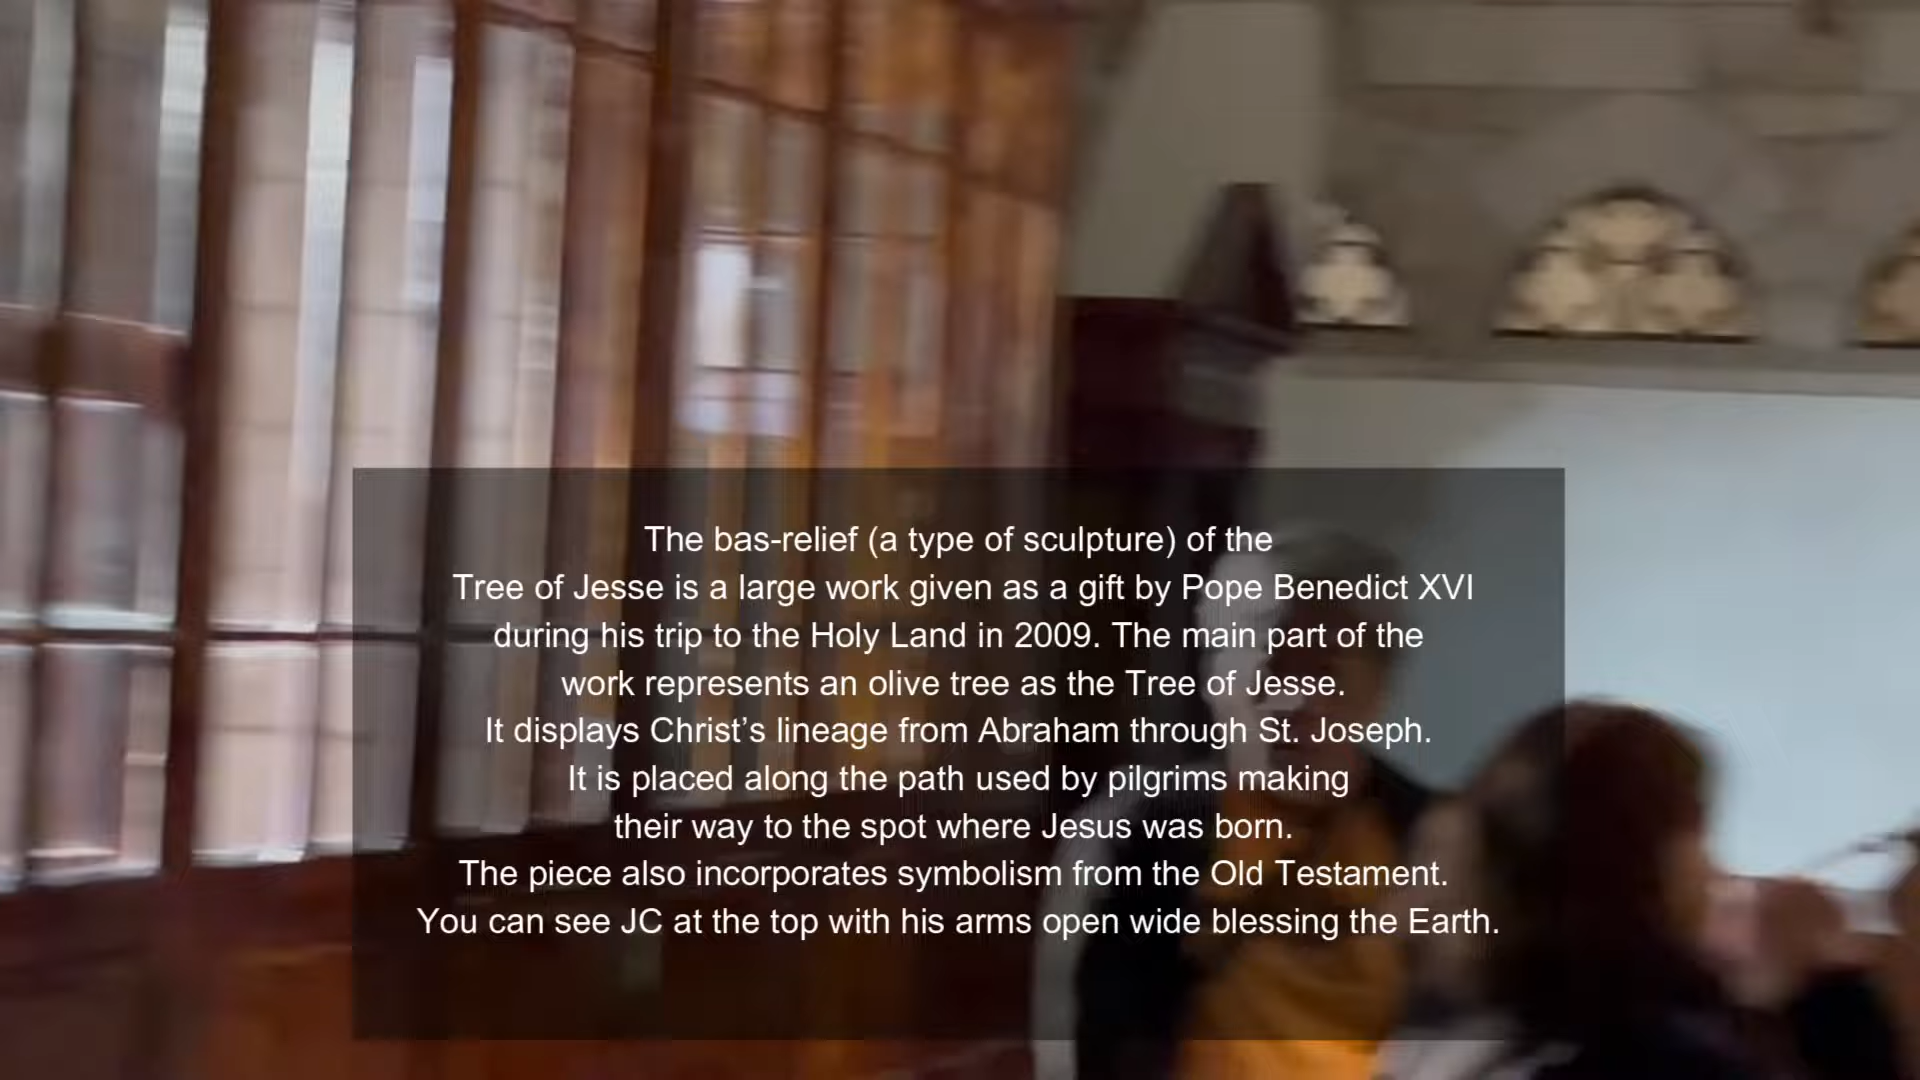 The bas-relief (a type of sculpture) of the
Tree of Jesse is a large work given as a gift by Pope Benedict XVI
during his trip to the Holy Land in 2009. The main part of the
work represents an olive tree as the Tree of Jesse.
It displays Christ’s lineage from Abraham through St. Joseph.
It is placed along the path used by pilgrims making
their way to the spot where Jesus was born.
The piece also incorporates symbolism from the Old Testament.
You can see JC at the top with his arms open wide blessing the Earth.